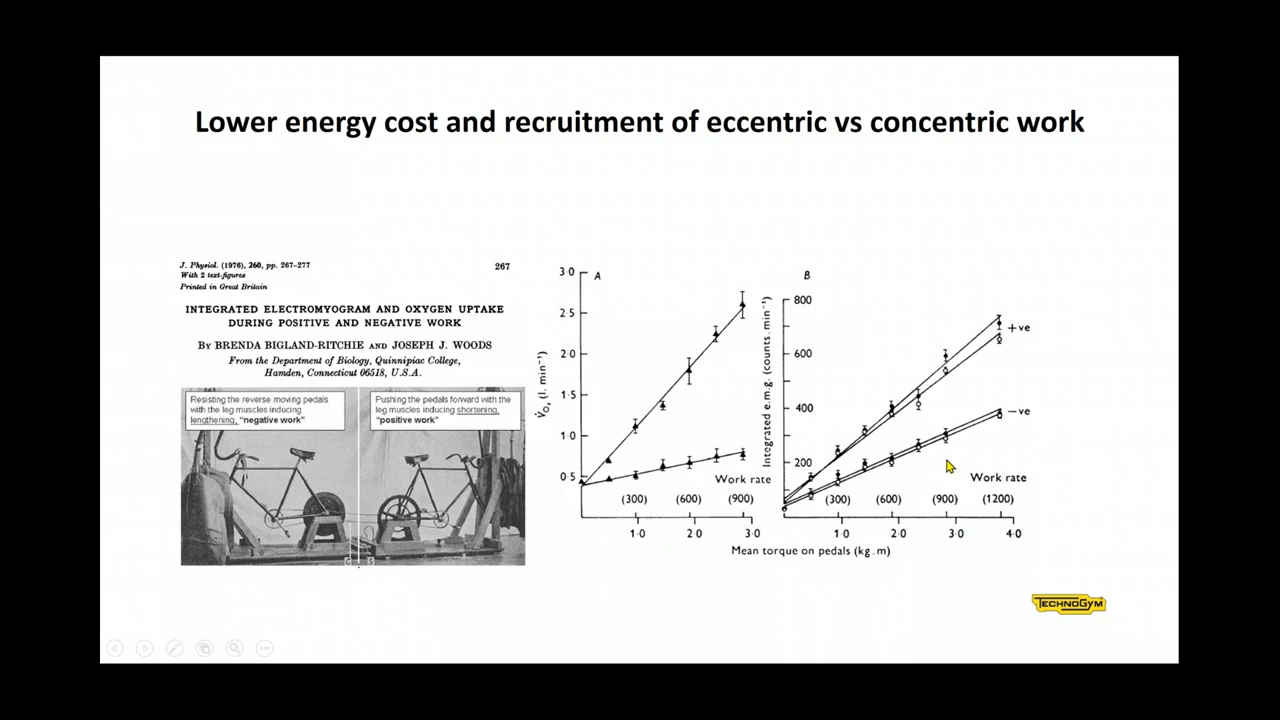 Lower energy cost and recruitment of eccentric vs concentric work
J. Physiol. (1976), 260, pp. 267-277
267
With 2 text-figures
Printed in Great Britain
INTEGRATED ELECTROMYOGRAM AND OXYGEN UPTAKE
DURING POSITIVE AND NEGATIVE WORK
By BRENDA BIGLAND-RITCHIE AND JOSEPH J. WOODS
From the Department of Biology, Quinnipiac College,
Hamden, Connecticut 06518, U.S.A.
Resisting the reverse moving pedals
with the leg muscles inducing
lengthening, "negative work"
Pushing the pedals forward with the
leg muscles inducing shortening,
"positive work"
G S
A
3·0
2·5
2·0
1·5
1·0
0·5
V̇O₂ (l. min⁻¹)
Work rate
(300) (600) (900)
1·0 2·0 3·0
B
800
600
400
200
Integrated e.m.g. (counts. min⁻¹)
+ve
−ve
Work rate
(300) (600) (900) (1200)
1·0 2·0 3·0 4·0
Mean torque on pedals (kg.m)
TECHNOGYM